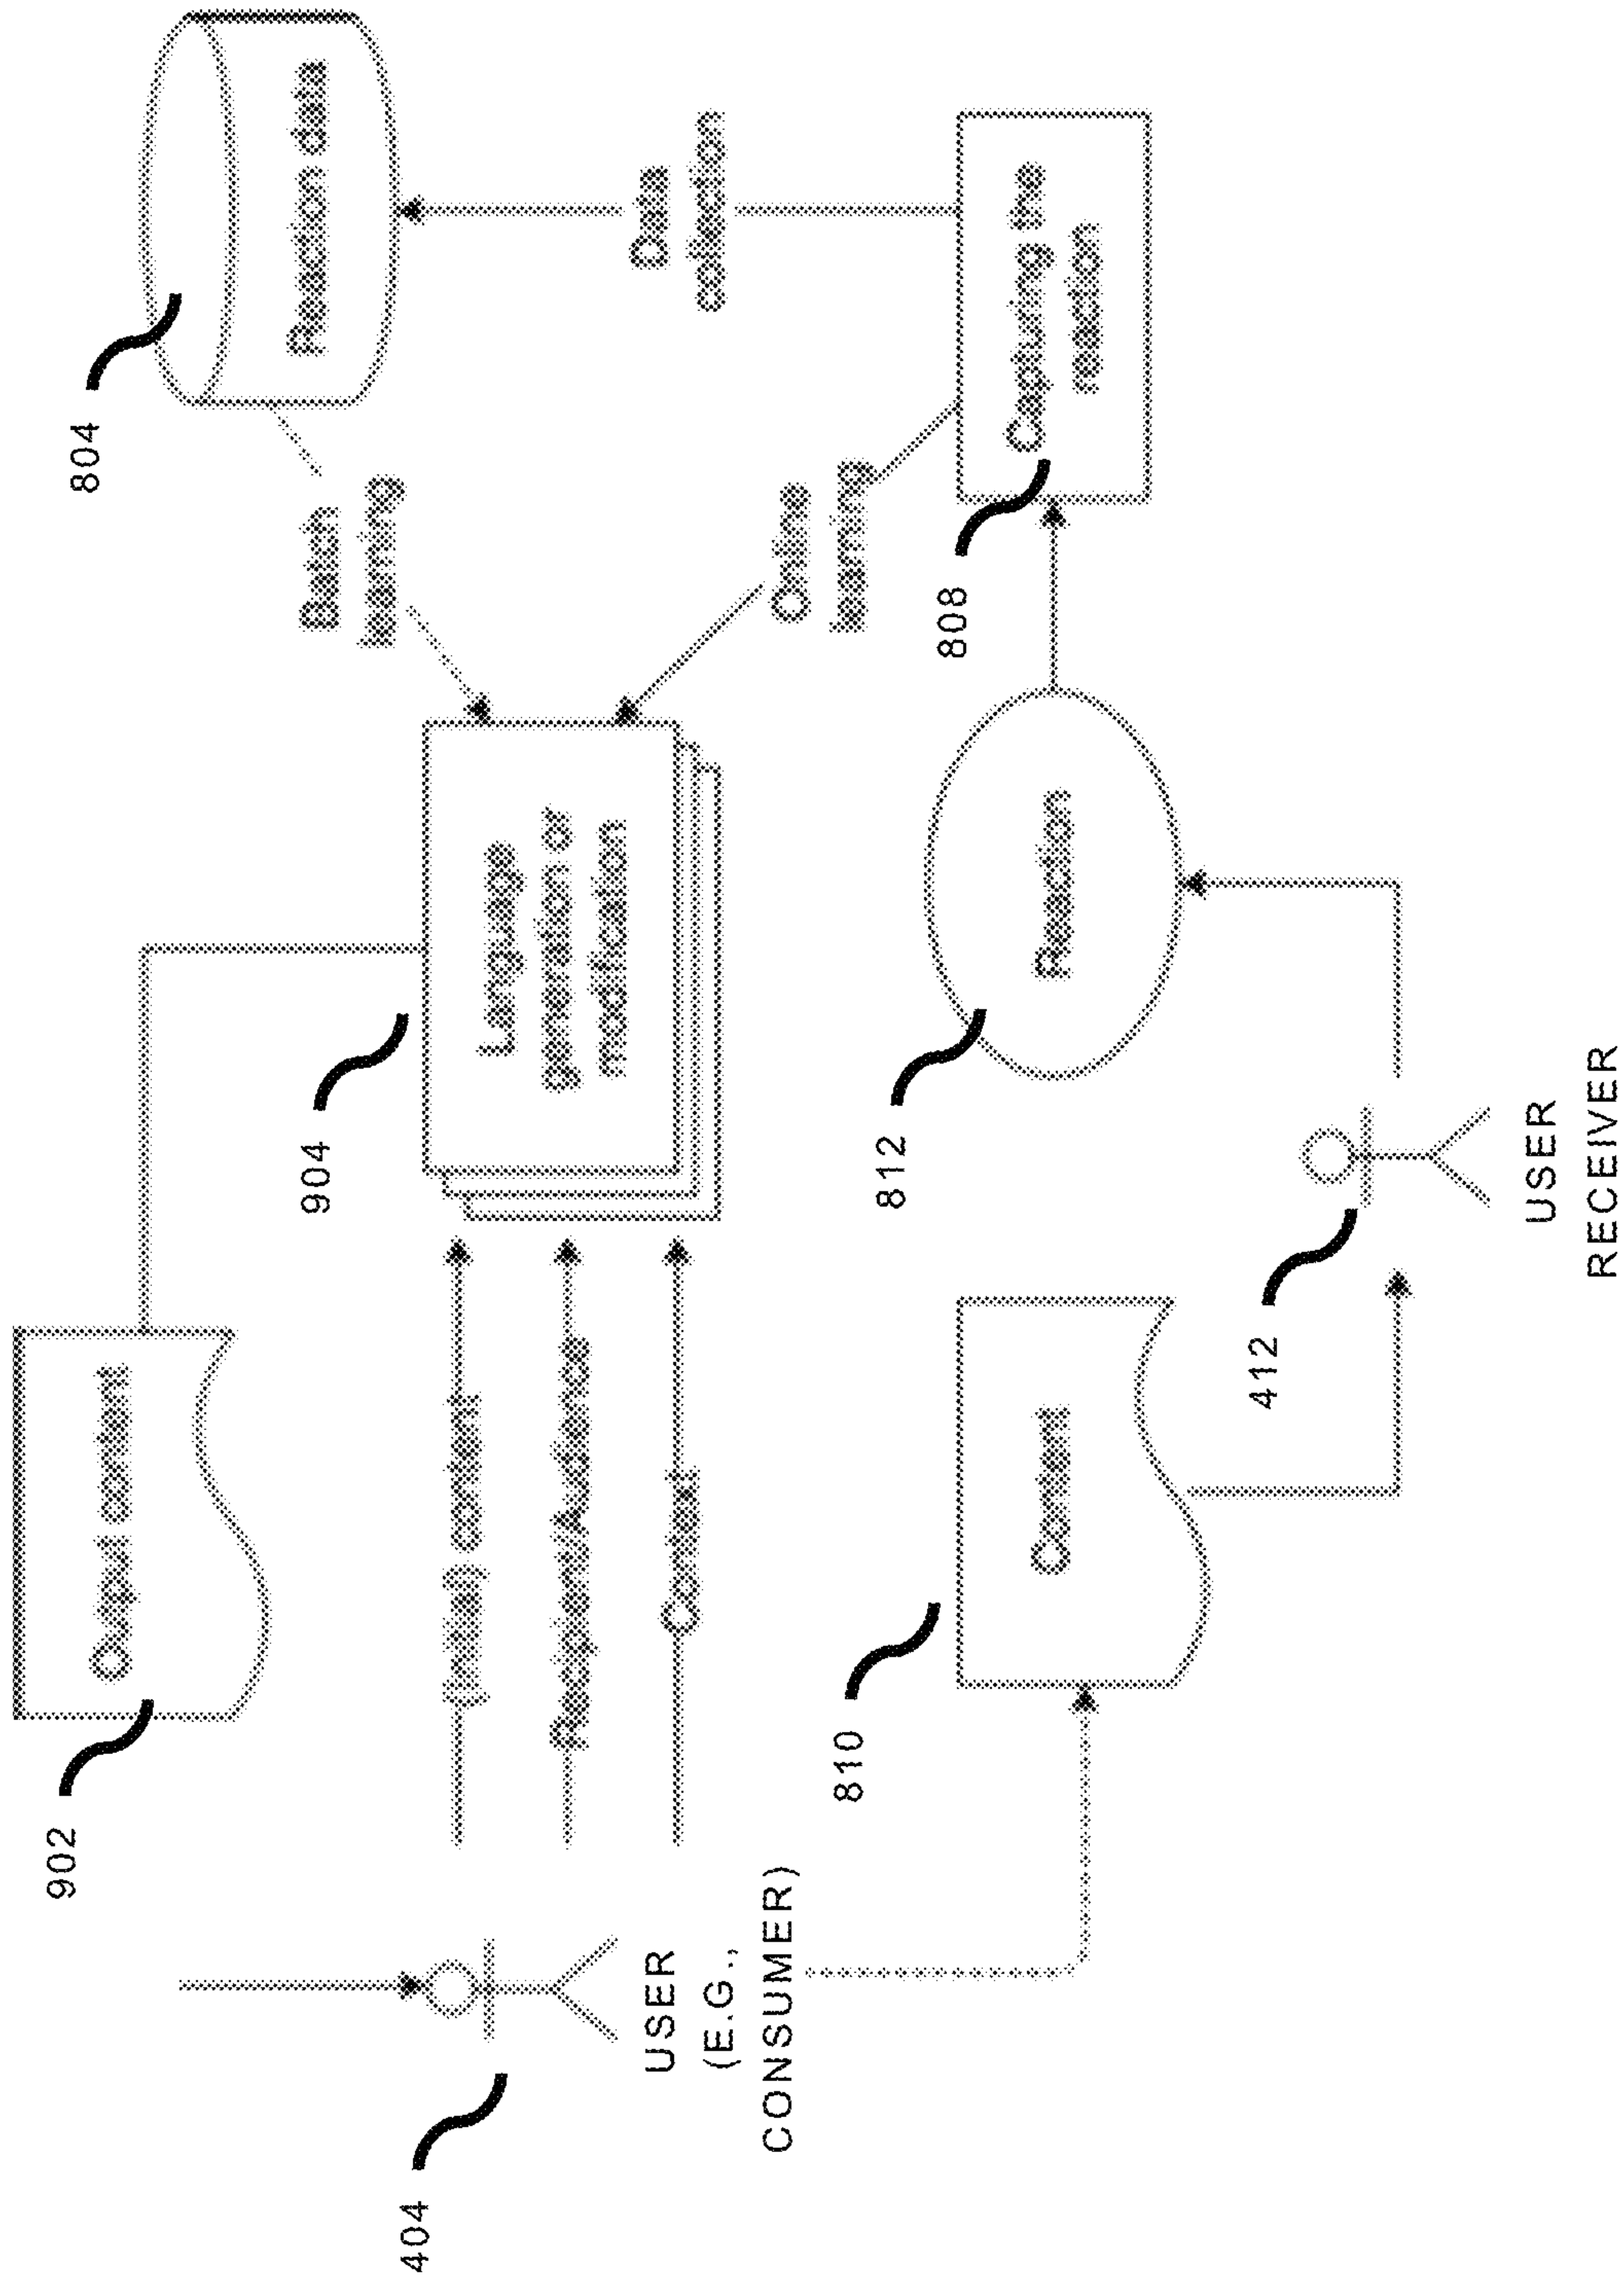 902
Output content
804
Reaction data
904
Language
generation or
modification
Batch
learning
Data
collection
404
USER
(E.G.,
CONSUMER)
(Initial) content
Recipient/Audience
Context
Online
learning
810
Content
812
Reaction
808
Capturing the
reaction
412
USER
RECEIVER